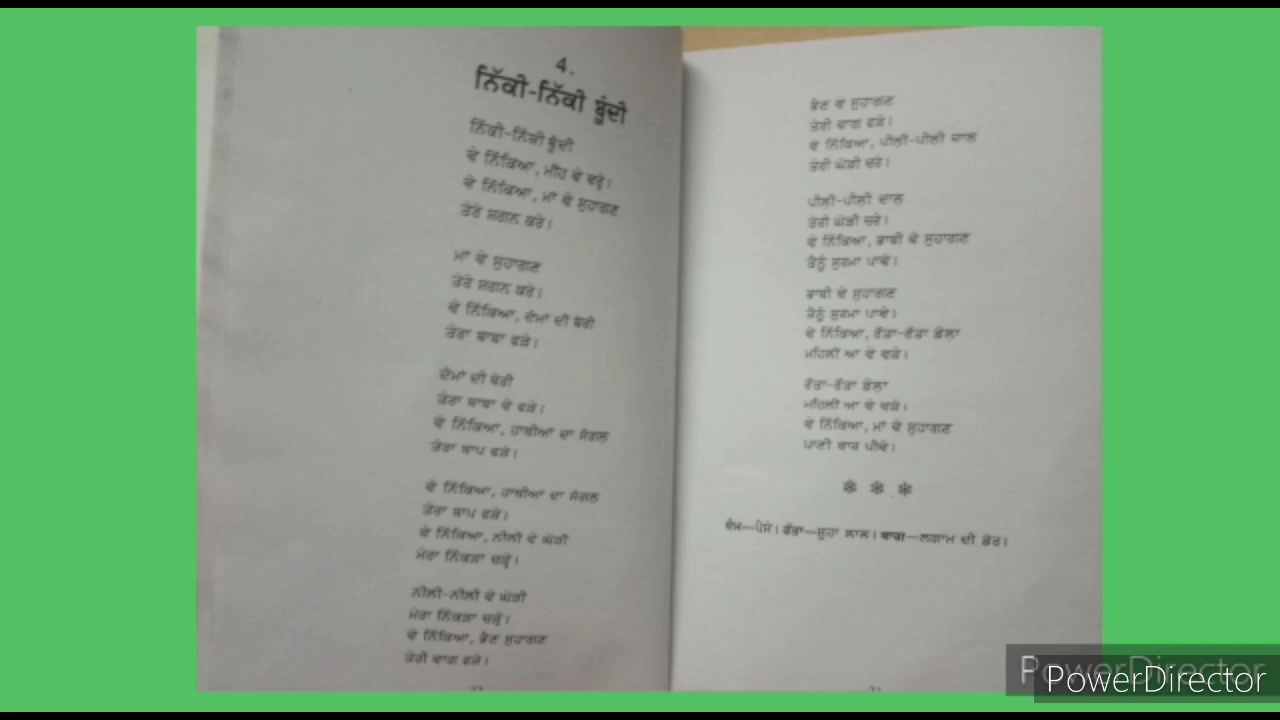 4.
ਨਿੱਕੀ-ਨਿੱਕੀ ਬੂੰਦੀ
ਨਿੱਕੀ-ਨਿੱਕੀ ਬੂੰਦੀ
ਵੇ ਨਿੱਕਿਆ, ਮੀਂਹ ਵੇ ਵਰ੍ਹੇ।
ਵੇ ਨਿੱਕਿਆ, ਮਾਂ ਵੇ ਸੁਹਾਗਣ
ਤੇਰੇ ਸ਼ਗਨ ਕਰੇ।
ਮਾਂ ਵੇ ਸੁਹਾਗਣ
ਤੇਰੇ ਸ਼ਗਨ ਕਰੇ।
ਵੇ ਨਿੱਕਿਆ, ਦੰਮਾਂ ਦੀ ਬੋਰੀ
ਤੇਰਾ ਬਾਬਾ ਫੜੇ।
ਦੰਮਾਂ ਦੀ ਬੋਰੀ
ਤੇਰਾ ਬਾਬਾ ਵੇ ਫੜੇ।
ਵੇ ਨਿੱਕਿਆ, ਹਾਥੀਆਂ ਦਾ ਸੰਗਲ
ਤੇਰਾ ਬਾਪ ਫੜੇ।
ਵੇ ਨਿੱਕਿਆ, ਹਾਥੀਆਂ ਦਾ ਸੰਗਲ
ਤੇਰਾ ਬਾਪ ਫੜੇ।
ਵੇ ਨਿੱਕਿਆ, ਨੀਲੀ ਵੇ ਘੋੜੀ
ਮੇਰਾ ਨਿੱਕੜਾ ਚੜ੍ਹੇ।
ਨੀਲੀ-ਨੀਲੀ ਵੇ ਘੋੜੀ
ਮੇਰਾ ਨਿੱਕੜਾ ਚੜ੍ਹੇ।
ਵੇ ਨਿੱਕਿਆ, ਭੈਣ ਸੁਹਾਗਣ
ਤੇਰੀ ਵਾਗ ਫੜੇ।
ਭੈਣ ਵੇ ਸੁਹਾਗਣ
ਤੇਰੀ ਵਾਗ ਫੜੇ।
ਵੇ ਨਿੱਕਿਆ, ਪੀਲੀ-ਪੀਲੀ ਦਾਲ
ਤੇਰੀ ਘੋੜੀ ਚਰੇ।
ਪੀਲੀ-ਪੀਲੀ ਦਾਲ
ਤੇਰੀ ਘੋੜੀ ਚਰੇ।
ਵੇ ਨਿੱਕਿਆ, ਭਾਬੀ ਵੇ ਸੁਹਾਗਣ
ਤੈਨੂੰ ਸੁਰਮਾ ਪਾਵੇ।
ਭਾਬੀ ਵੇ ਸੁਹਾਗਣ
ਤੈਨੂੰ ਸੁਰਮਾ ਪਾਵੇ।
ਵੇ ਨਿੱਕਿਆ, ਰੱਤਾ-ਰੱਤਾ ਡੋਲਾ
ਮਹਿਲੀਂ ਆ ਵੇ ਵੜੇ।
ਰੱਤਾ-ਰੱਤਾ ਡੋਲਾ
ਮਹਿਲੀਂ ਆ ਵੇ ਵੜੇ।
ਵੇ ਨਿੱਕਿਆ, ਮਾਂ ਵੇ ਸੁਹਾਗਣ
ਪਾਣੀ ਵਾਰ ਪੀਵੇ।
ਦੰਮ—ਪੈਸੇ। ਰੱਤਾ—ਸੂਹਾ ਲਾਲ। ਵਾਗ—ਲਗਾਮ ਦੀ ਡੋਰ।
PowerDirector
PowerDirector